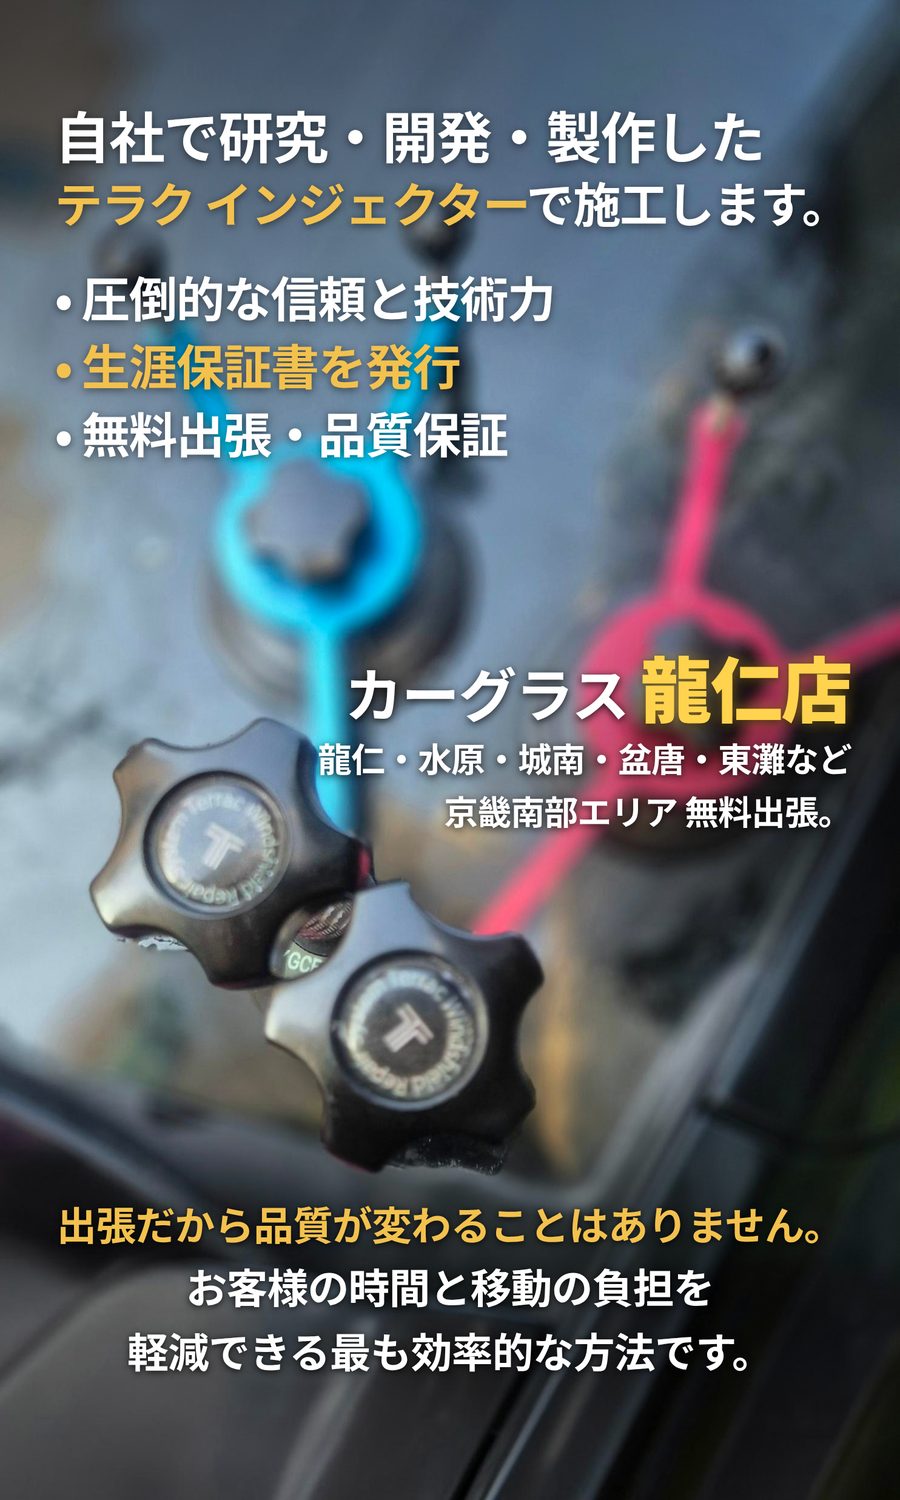 自社で研究・開発・製作した
テラク インジェクターで施工します。
• 圧倒的な信頼と技術力
• 生涯保証書を発行
• 無料出張・品質保証
カーグラス 龍仁店
龍仁・水原・城南・盆唐・東灘など
京畿南部エリア 無料出張。
Terrac Windshield Repair
T
Terrac Windshield Repair
T
出張だから品質が変わることはありません。
お客様の時間と移動の負担を
軽減できる最も効率的な方法です。